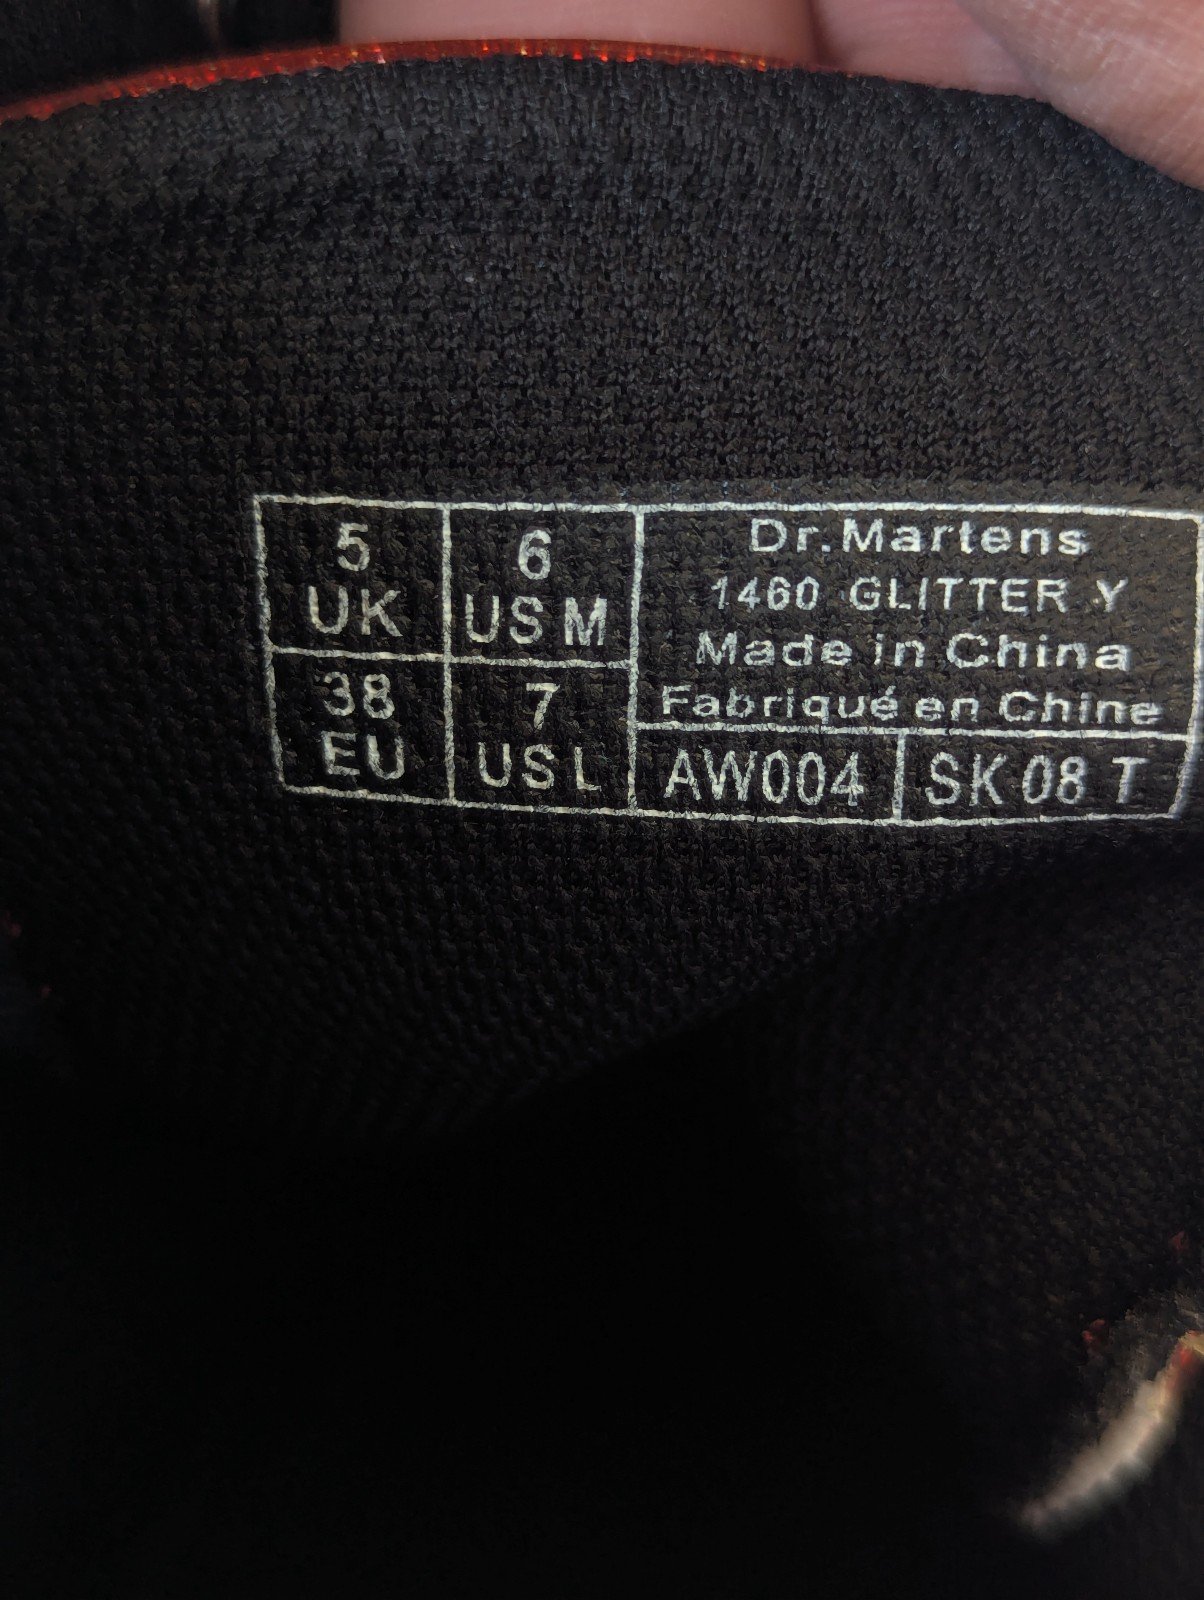 5
UK
6
US M
38
EU
7
US L
Dr.Martens
1460 GLITTER Y
Made in China
Fabriqué en Chine
AW004
SK 08 T